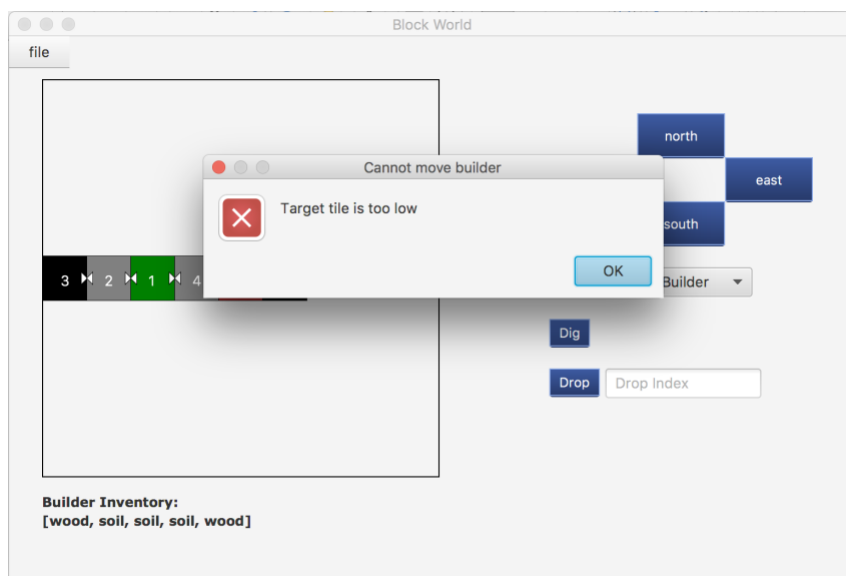 Block World
file
north
Cannot move builder
east
Target tile is too low
south
OK
3 2 1 4
Builder
Dig
Drop Drop Index
Builder Inventory:
[wood, soil, soil, soil, wood]